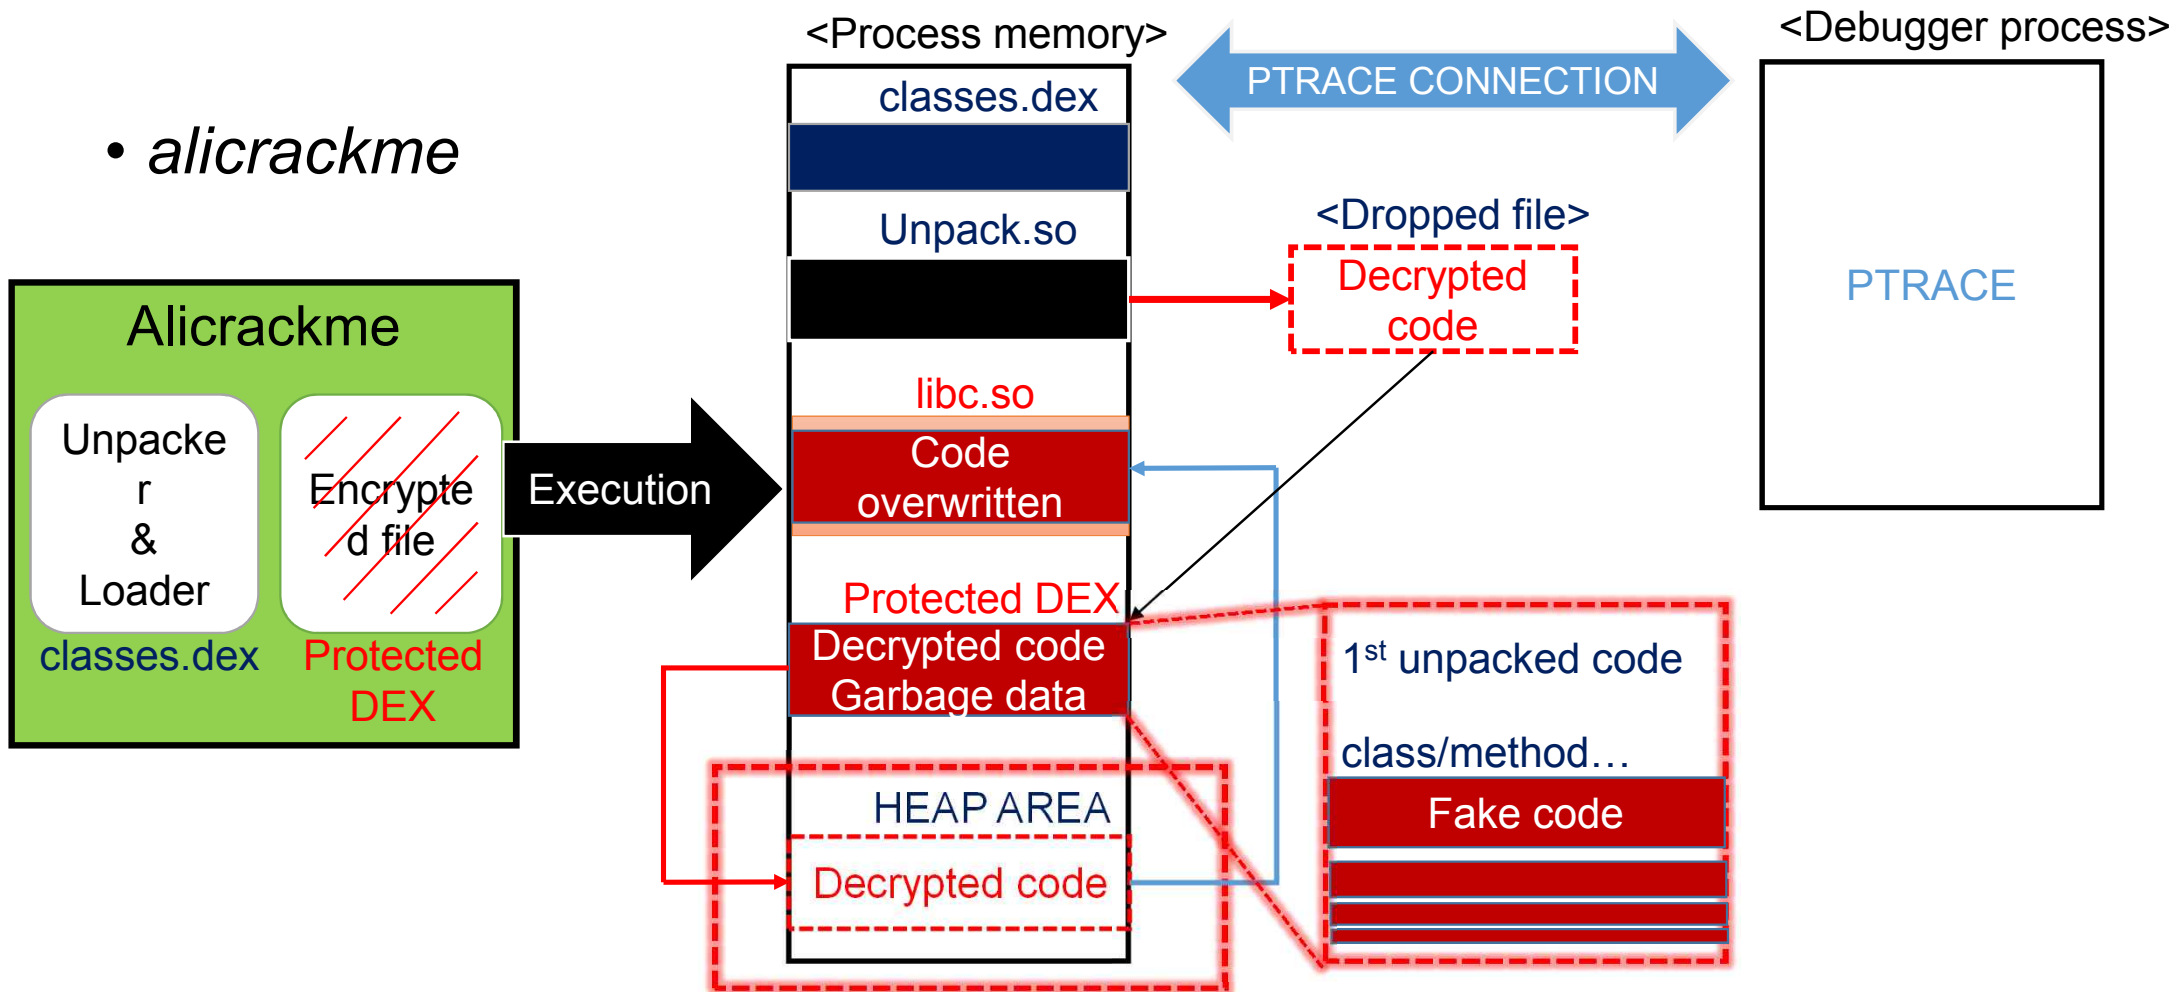 • alicrackme
Alicrackme
Unpacke
r
&
Loader
classes.dex
Encrypte
d file
Protected
DEX
Execution
<Process memory>
classes.dex
Unpack.so
libc.so
Code
overwritten
Protected DEX
Decrypted code
Garbage data
HEAP AREA
Decrypted code
PTRACE CONNECTION
<Dropped file>
Decrypted
code
1st unpacked code
class/method…
Fake code
<Debugger process>
PTRACE